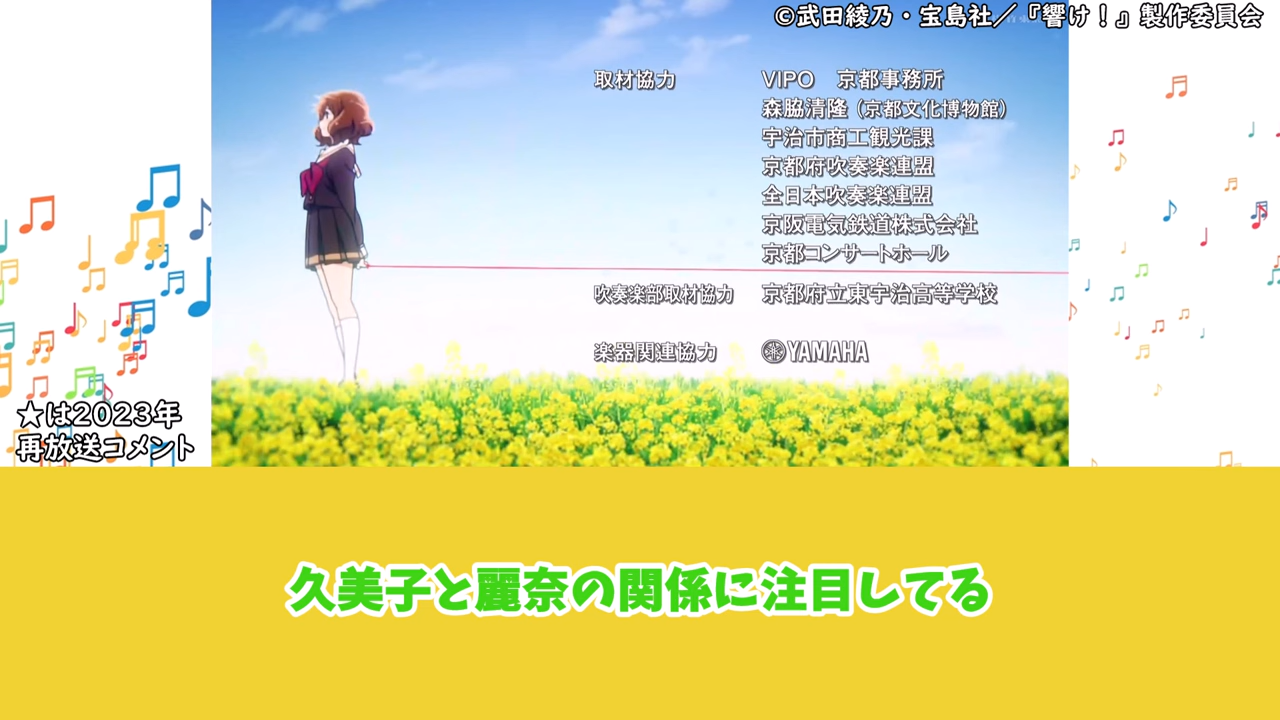 ©武田綾乃・宝島社／『響け！』製作委員会
取材協力 VIPO 京都事務所
森脇清隆（京都文化博物館）
宇治市商工観光課
京都府吹奏楽連盟
全日本吹奏楽連盟
京阪電気鉄道株式会社
京都コンサートホール
吹奏楽部取材協力 京都府立東宇治高等学校
楽器関連協力 YAMAHA
★は2023年
再放送コメント
久美子と麗奈の関係に注目してる